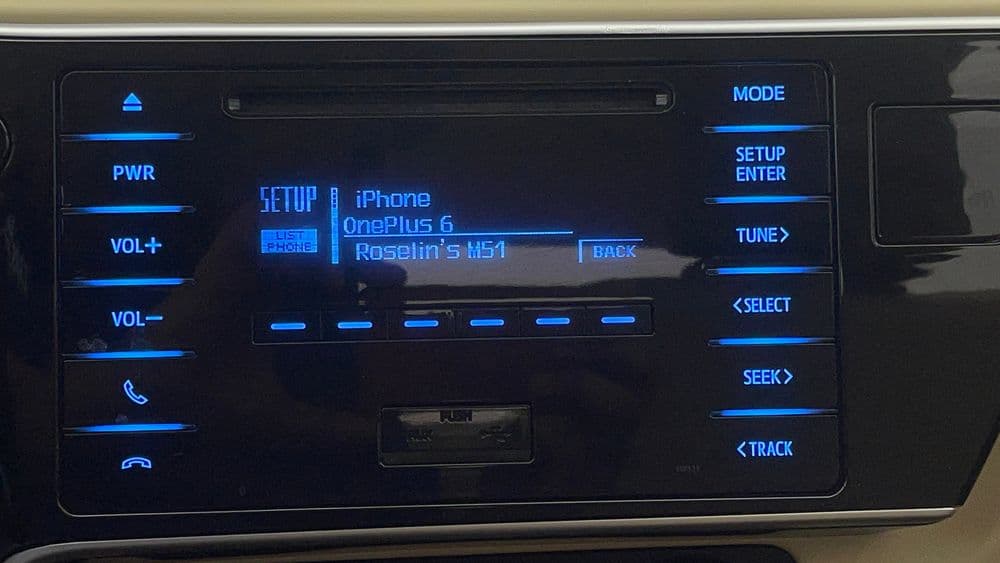 PWR
VOL+
VOL−
SETUP
LIST
PHONE
iPhone
OnePlus 6
Roselin's M51
BACK
PUSH
MODE
SETUP
ENTER
TUNE>
<SELECT
SEEK>
<TRACK